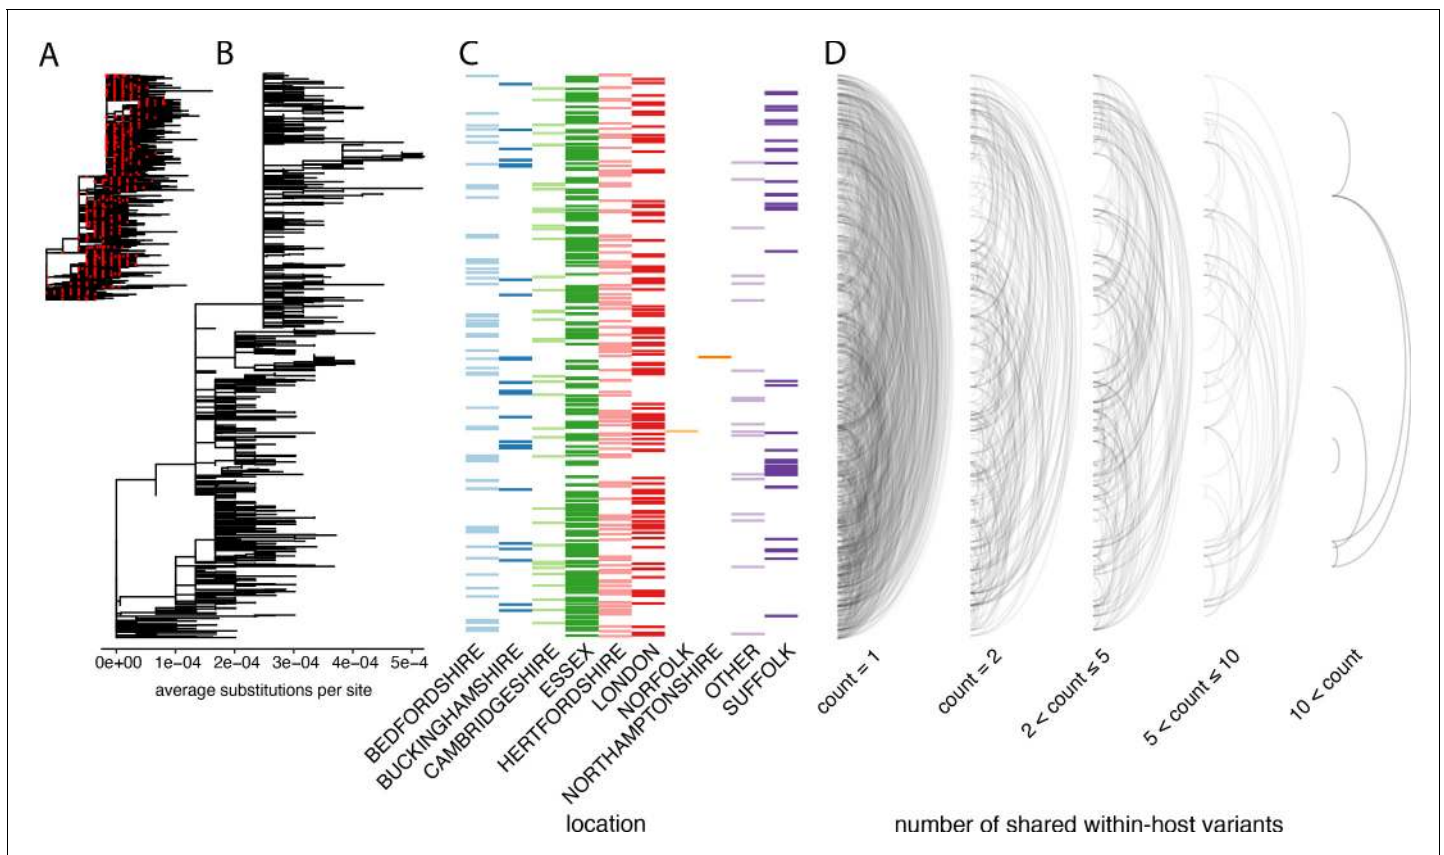 A
B
C
D
0e+00 1e-04 2e-04 3e-04 4e-04 5e-04
average substitutions per site
BEDFORDSHIRE
BUCKINGHAMSHIRE
CAMBRIDGESHIRE
ESSEX
HERTFORDSHIRE
LONDON
NORFOLK
NORTHAMPTONSHIRE
OTHER
SUFFOLK
location
count = 1
count = 2
2 < count ≤ 5
5 < count ≤ 10
10 < count
number of shared within-host variants